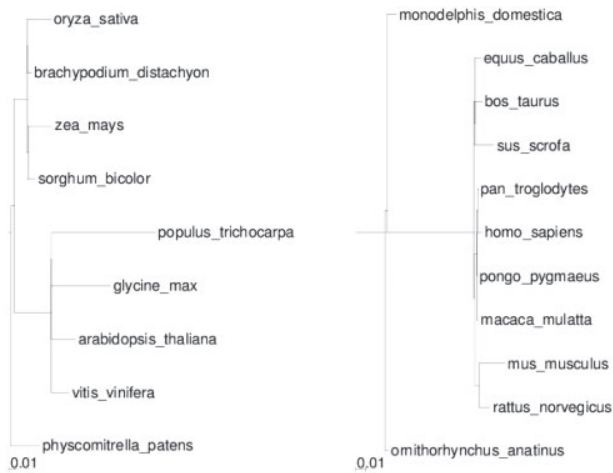 oryza_sativa
brachypodium_distachyon
zea_mays
sorghum_bicolor
populus_trichocarpa
glycine_max
arabidopsis_thaliana
vitis_vinifera
physcomitrella_patens
0.01
monodelphis_domestica
equus_caballus
bos_taurus
sus_scrofa
pan_troglodytes
homo_sapiens
pongo_pygmaeus
macaca_mulatta
mus_musculus
rattus_norvegicus
ornithorhynchus_anatinus
0.01